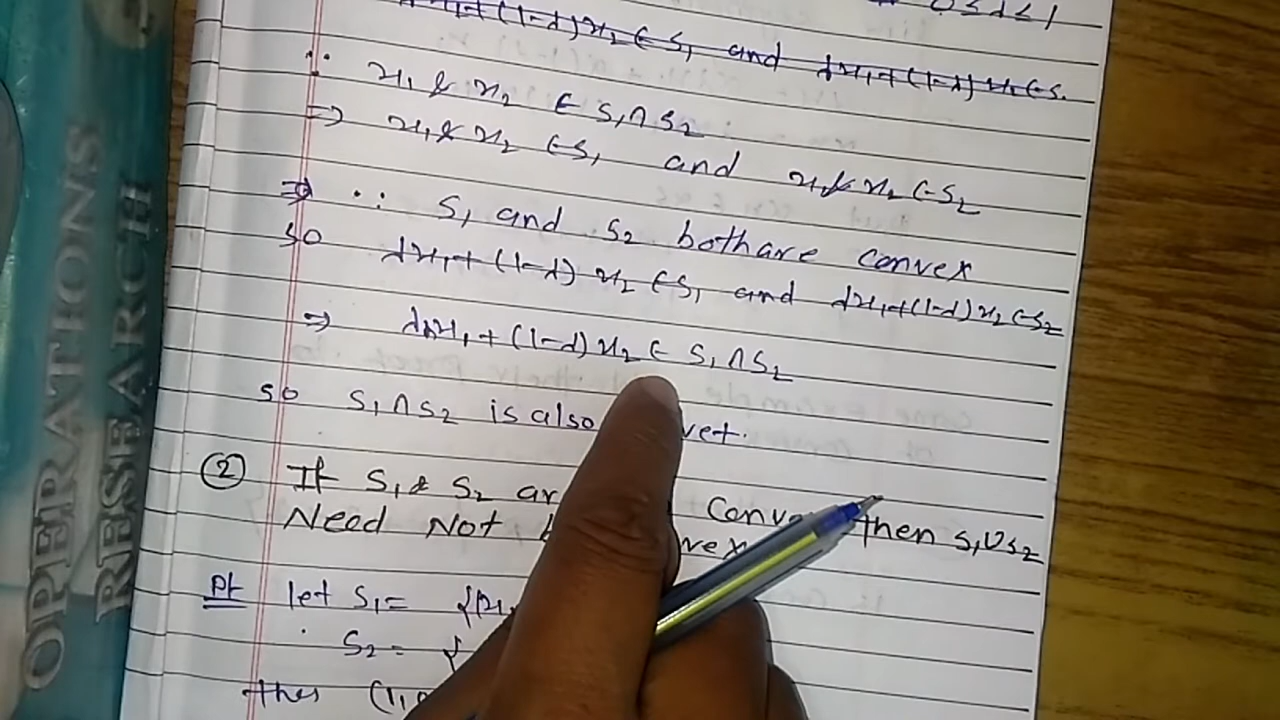 0≤λ≤1
λx₁+(1-λ)x₂ ∈ S₁ and λx₁+(1-λ)x₂∈S
∵ x₁ & x₂ ∈ S₁∩S₂
⇒ x₁ & x₂ ∈S₁ and x₁ & x₂ ∈S₂
⇒ ∵ S₁ and S₂ both are convex
so λx₁+(1-λ) x₂ ∈S₁ and λx₁+(1-λ)x₂∈S₂
⇒ λx₁+(1-λ)x₂ ∈ S₁∩S₂
so S₁∩S₂ is also
② If S₁ & S₂ then S₁∪S₂
Need Not
Pf let S₁= {
S₂= {
(1,
OPERATIONS
RESEARCH